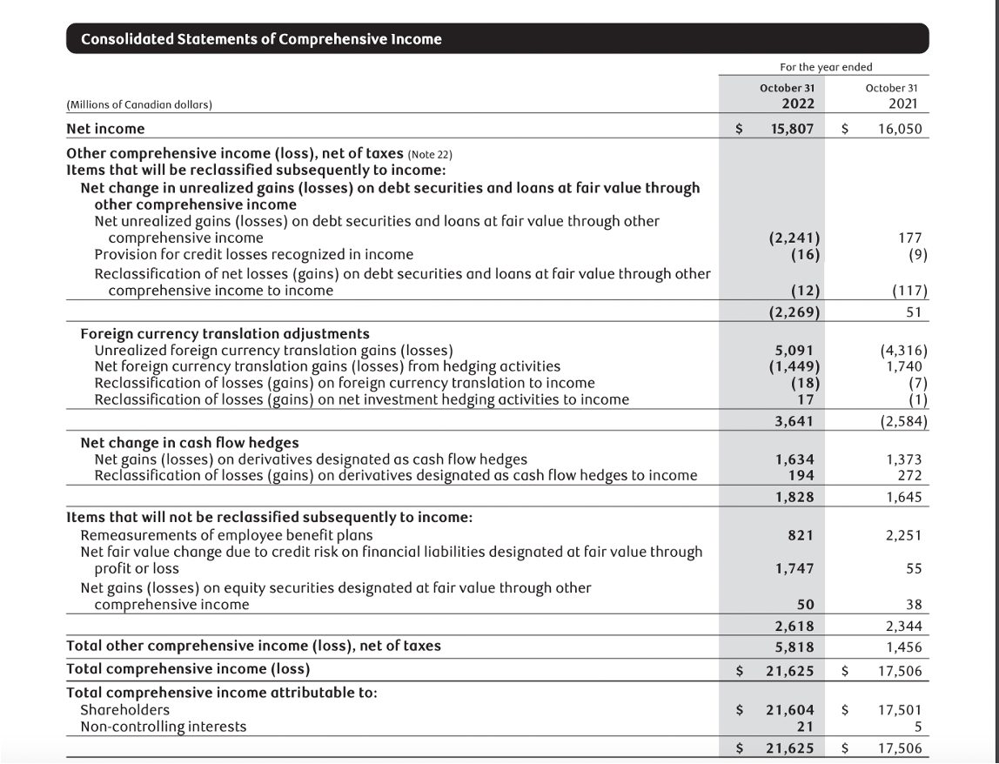 Consolidated Statements of Comprehensive Income
For the year ended
October 31 October 31
(Millions of Canadian dollars) 2022 2021
Net income $ 15,807 $ 16,050
Other comprehensive income (loss), net of taxes (Note 22)
Items that will be reclassified subsequently to income:
Net change in unrealized gains (losses) on debt securities and loans at fair value through
other comprehensive income
Net unrealized gains (losses) on debt securities and loans at fair value through other
comprehensive income (2,241) 177
Provision for credit losses recognized in income (16) (9)
Reclassification of net losses (gains) on debt securities and loans at fair value through other
comprehensive income to income (12) (117)
(2,269) 51
Foreign currency translation adjustments
Unrealized foreign currency translation gains (losses) 5,091 (4,316)
Net foreign currency translation gains (losses) from hedging activities (1,449) 1,740
Reclassification of losses (gains) on foreign currency translation to income (18) (7)
Reclassification of losses (gains) on net investment hedging activities to income 17 (1)
3,641 (2,584)
Net change in cash flow hedges
Net gains (losses) on derivatives designated as cash flow hedges 1,634 1,373
Reclassification of losses (gains) on derivatives designated as cash flow hedges to income 194 272
1,828 1,645
Items that will not be reclassified subsequently to income:
Remeasurements of employee benefit plans 821 2,251
Net fair value change due to credit risk on financial liabilities designated at fair value through
profit or loss 1,747 55
Net gains (losses) on equity securities designated at fair value through other
comprehensive income 50 38
2,618 2,344
Total other comprehensive income (loss), net of taxes 5,818 1,456
Total comprehensive income (loss) $ 21,625 $ 17,506
Total comprehensive income attributable to:
Shareholders $ 21,604 $ 17,501
Non-controlling interests 21 5
$ 21,625 $ 17,506